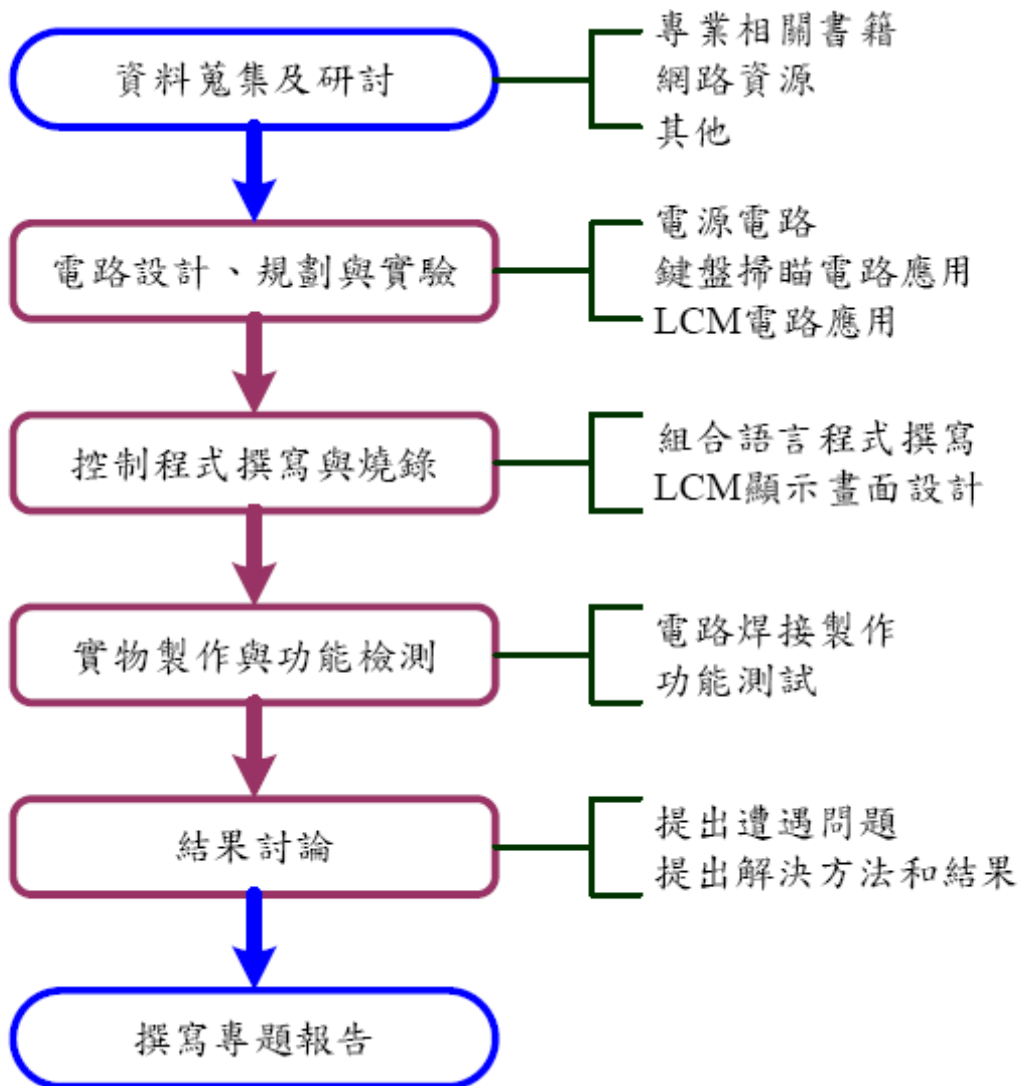 資料蒐集及研討
專業相關書籍
網路資源
其他
電路設計、規劃與實驗
電源電路
鍵盤掃瞄電路應用
LCM電路應用
控制程式撰寫與燒錄
組合語言程式撰寫
LCM顯示畫面設計
實物製作與功能檢測
電路焊接製作
功能測試
結果討論
提出遭遇問題
提出解決方法和結果
撰寫專題報告